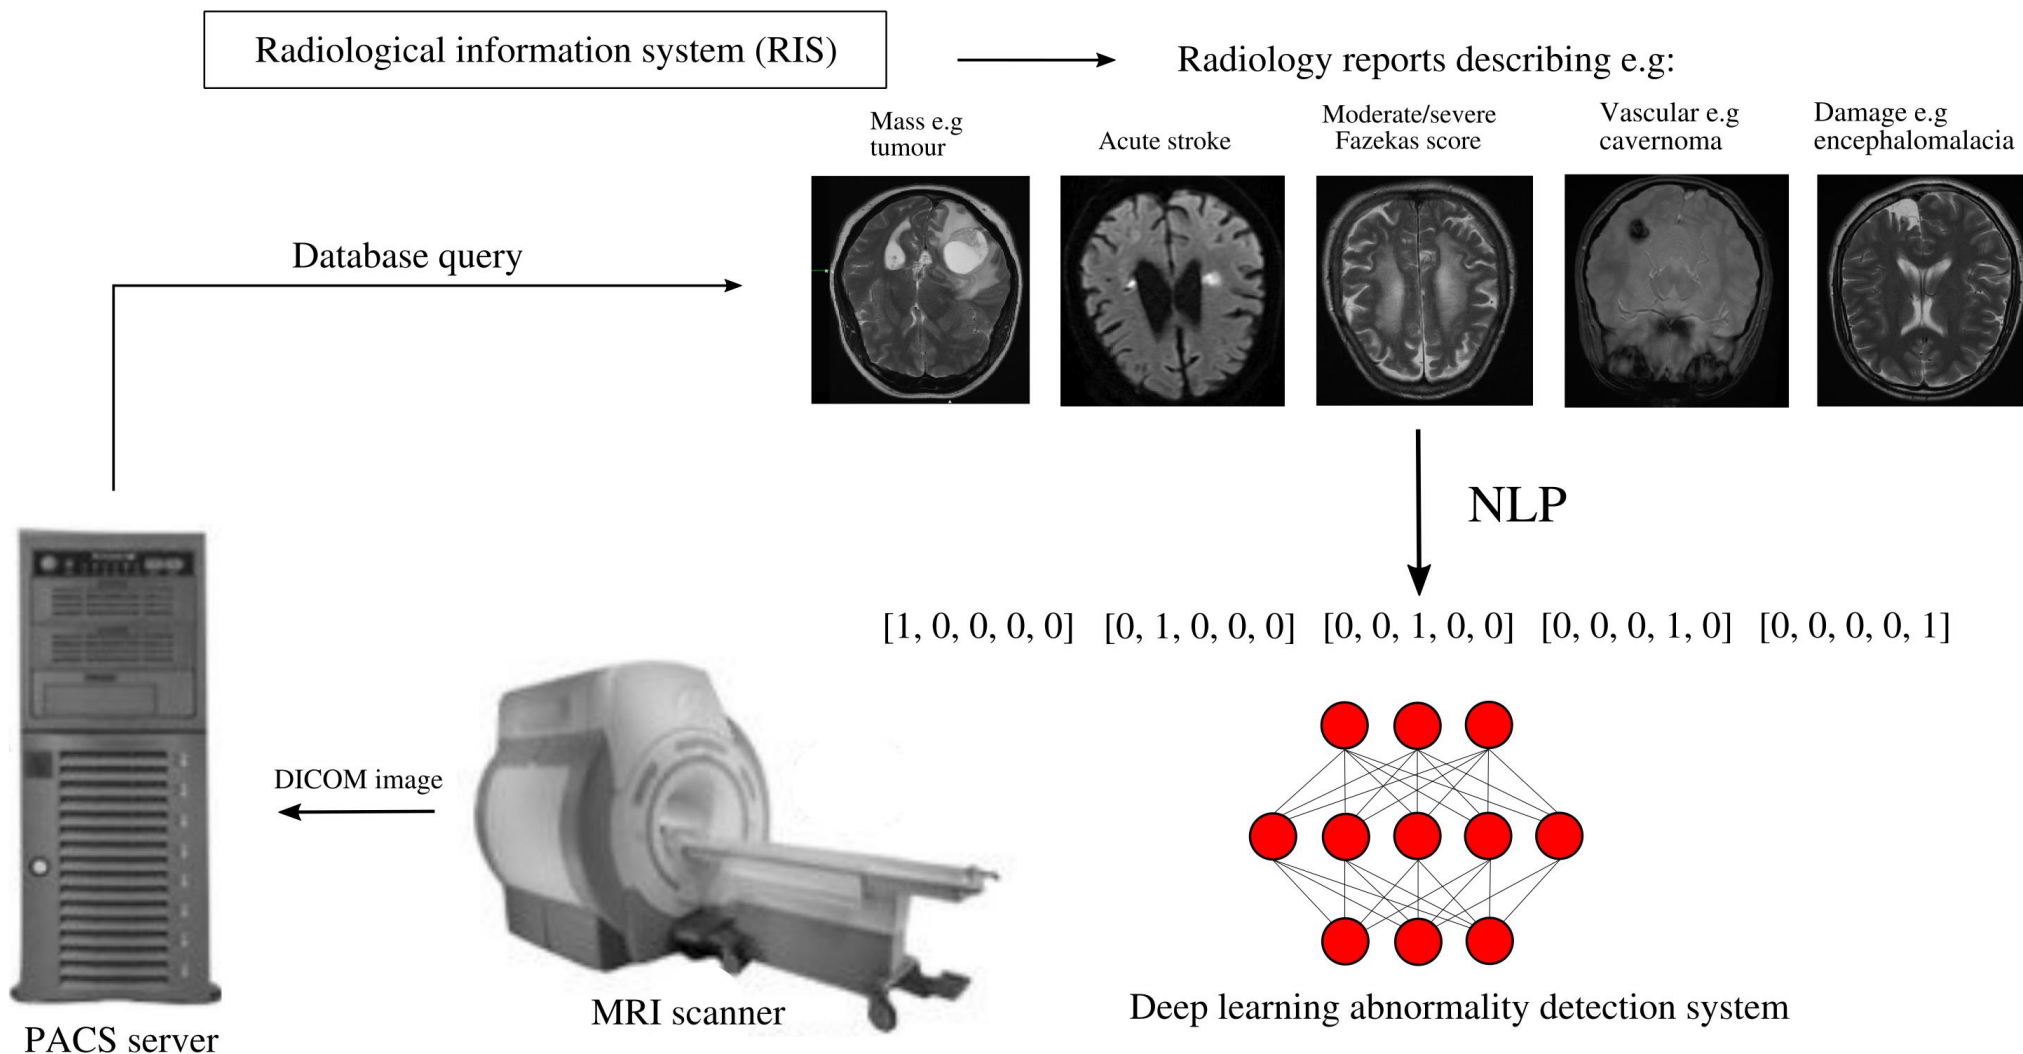 Radiological information system (RIS)
Radiology reports describing e.g:
Mass e.g
tumour
Acute stroke
Moderate/severe
Fazekas score
Vascular e.g
cavernoma
Damage e.g
encephalomalacia
Database query
NLP
[1, 0, 0, 0, 0]
[0, 1, 0, 0, 0]
[0, 0, 1, 0, 0]
[0, 0, 0, 1, 0]
[0, 0, 0, 0, 1]
DICOM image
MRI scanner
Deep learning abnormality detection system
PACS server